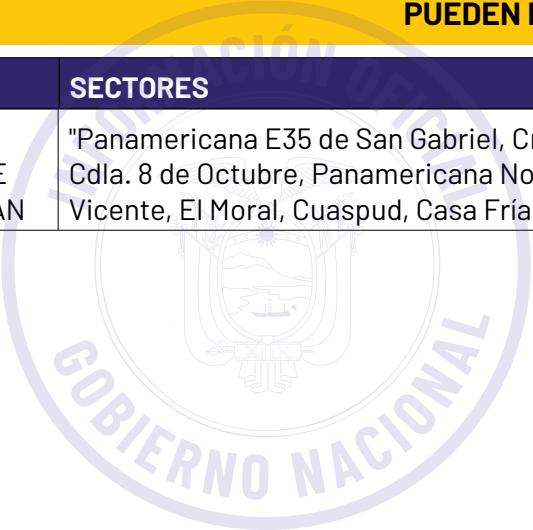 PUEDEN
SECTORES
"Panamericana E35 de San Gabriel,
E Cdla. 8 de Octubre, Panamericana
AN Vicente, El Moral, Cuaspud, Casa Fría
INFORMACIÓN OFICIAL
GOBIERNO NACIONAL